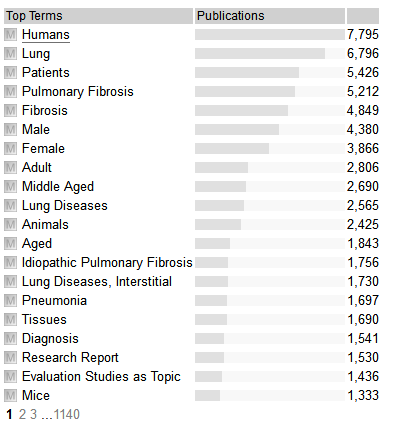 Top Terms Publications
M Humans 7,795
M Lung 6,796
M Patients 5,426
M Pulmonary Fibrosis 5,212
M Fibrosis 4,849
M Male 4,380
M Female 3,866
M Adult 2,806
M Middle Aged 2,690
M Lung Diseases 2,565
M Animals 2,425
M Aged 1,843
M Idiopathic Pulmonary Fibrosis 1,756
M Lung Diseases, Interstitial 1,730
M Pneumonia 1,697
M Tissues 1,690
M Diagnosis 1,541
M Research Report 1,530
M Evaluation Studies as Topic 1,436
M Mice 1,333
1 2 3 ...1140